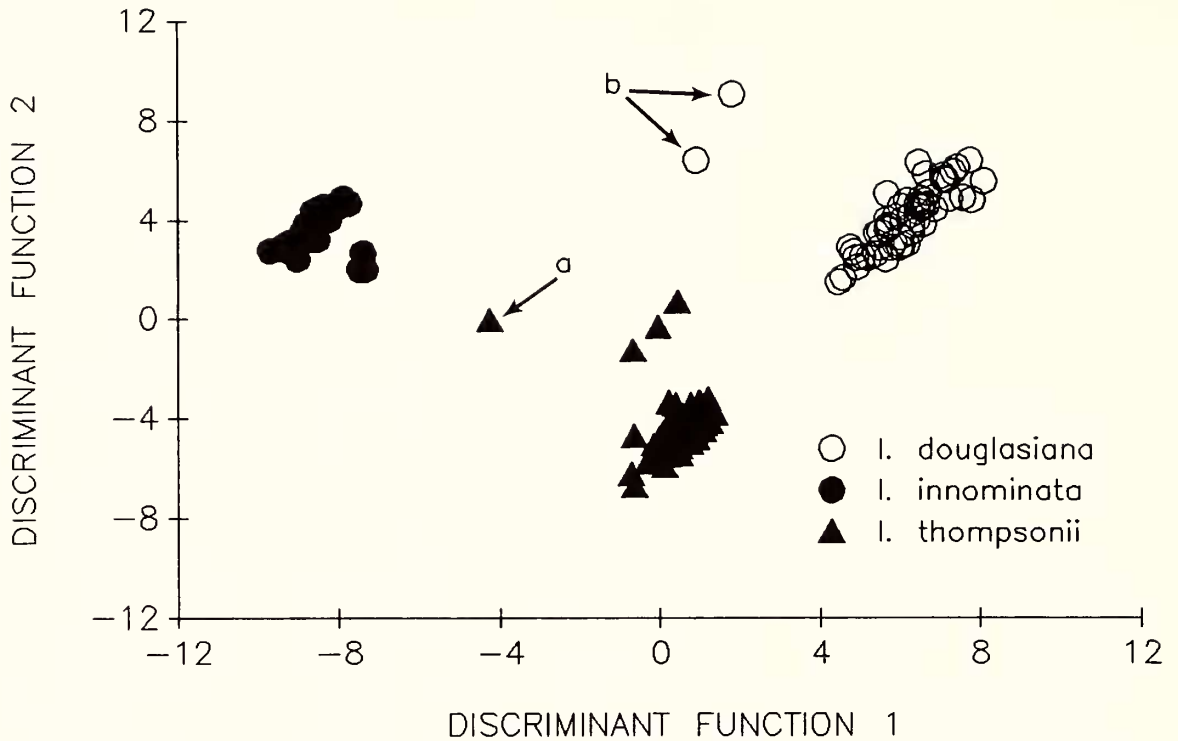 12
8
4
0
−4
−8
−12
DISCRIMINANT FUNCTION 2
b
a
I. douglasiana
I. innominata
I. thompsonii
−12 −8 −4 0 4 8 12
DISCRIMINANT FUNCTION 1